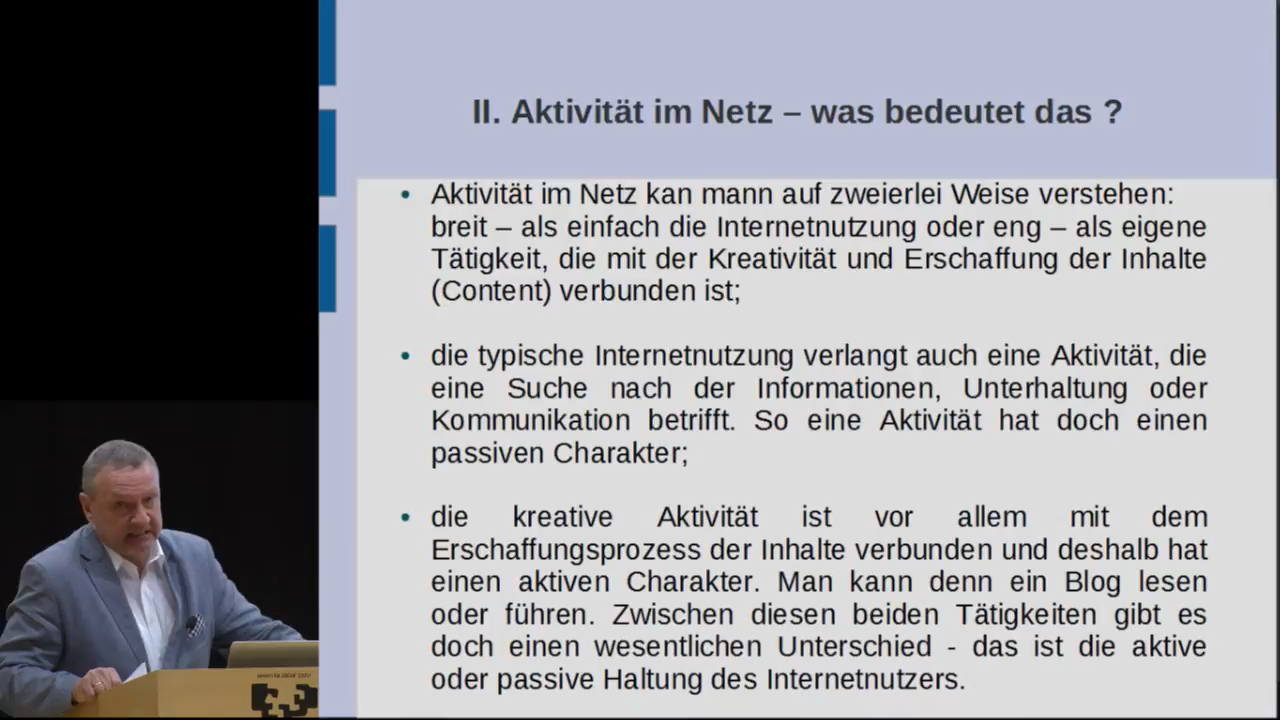 II. Aktivität im Netz – was bedeutet das ?
• Aktivität im Netz kan mann auf zweierlei Weise verstehen:
breit – als einfach die Internetnutzung oder eng – als eigene
Tätigkeit, die mit der Kreativität und Erschaffung der Inhalte
(Content) verbunden ist;
• die typische Internetnutzung verlangt auch eine Aktivität, die
eine Suche nach der Informationen, Unterhaltung oder
Kommunikation betrifft. So eine Aktivität hat doch einen
passiven Charakter;
• die kreative Aktivität ist vor allem mit dem
Erschaffungsprozess der Inhalte verbunden und deshalb hat
einen aktiven Charakter. Man kann denn ein Blog lesen
oder führen. Zwischen diesen beiden Tätigkeiten gibt es
doch einen wesentlichen Unterschied - das ist die aktive
oder passive Haltung des Internetnutzers.